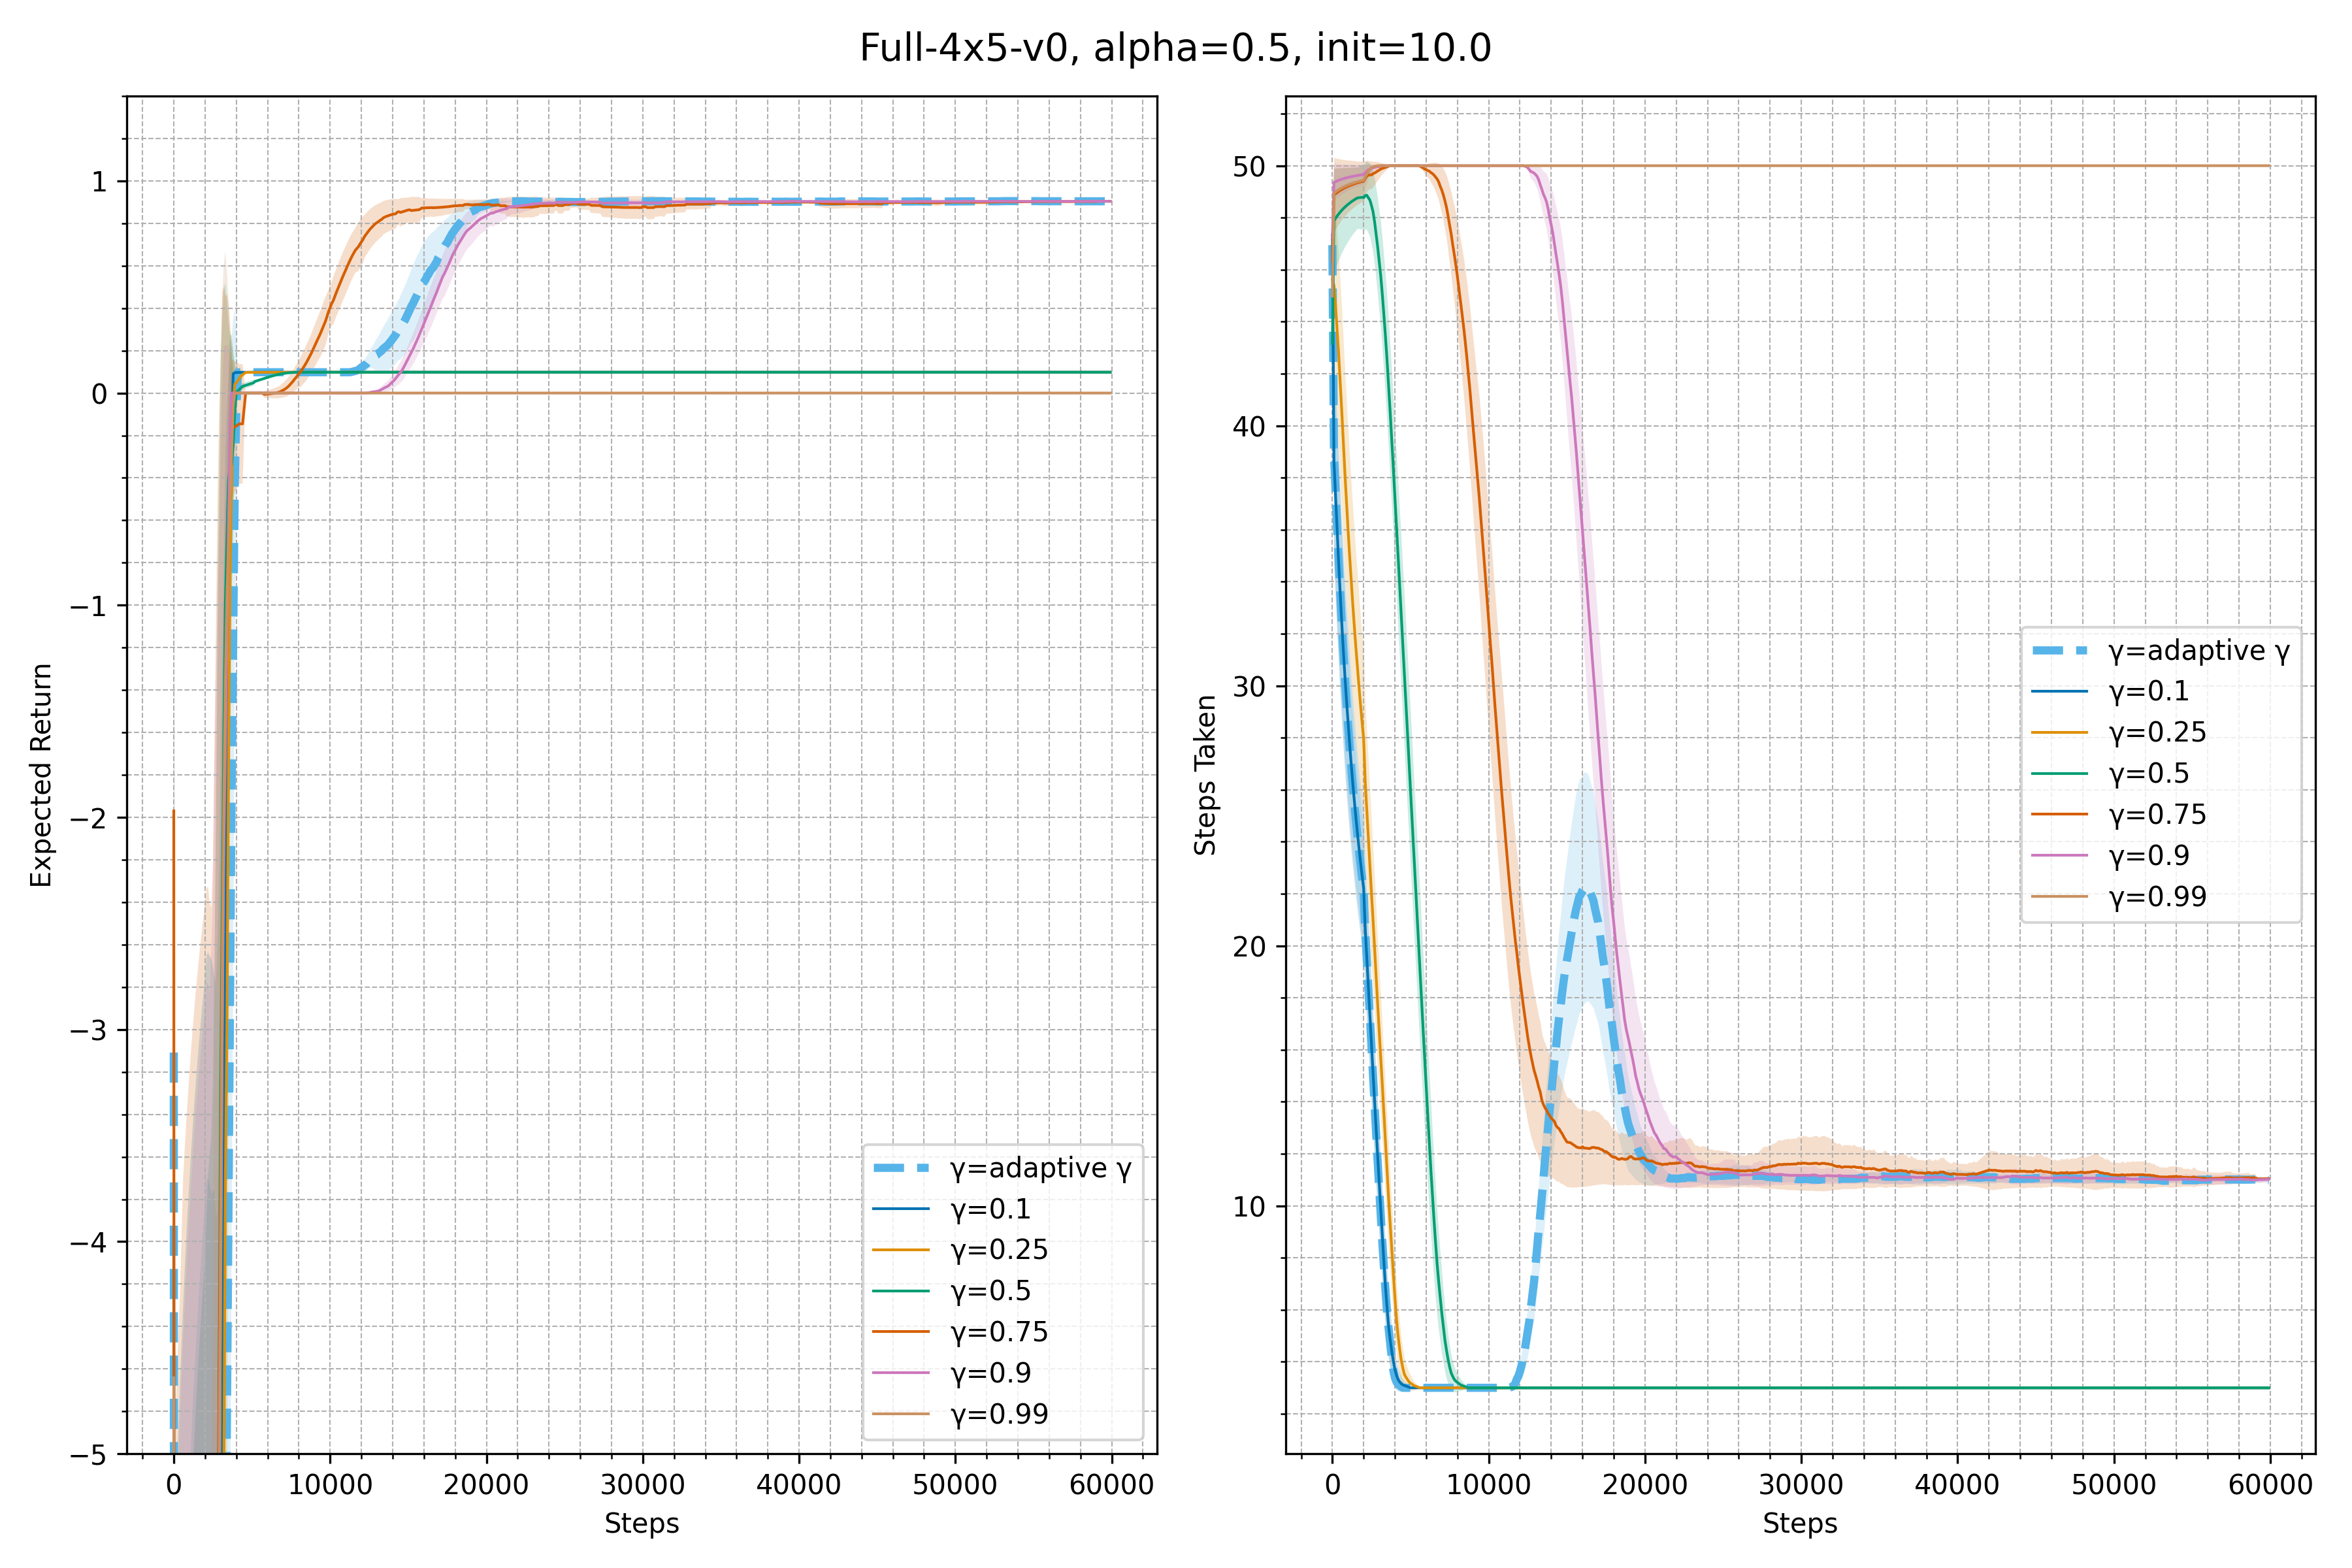 Full-4x5-v0, alpha=0.5, init=10.0
1
0
−1
−2
−3
−4
−5
Expected Return
0
10000
20000
30000
40000
50000
60000
Steps
γ=adaptive γ
γ=0.1
γ=0.25
γ=0.5
γ=0.75
γ=0.9
γ=0.99
50
40
30
20
10
Steps Taken
0
10000
20000
30000
40000
50000
60000
Steps
γ=adaptive γ
γ=0.1
γ=0.25
γ=0.5
γ=0.75
γ=0.9
γ=0.99